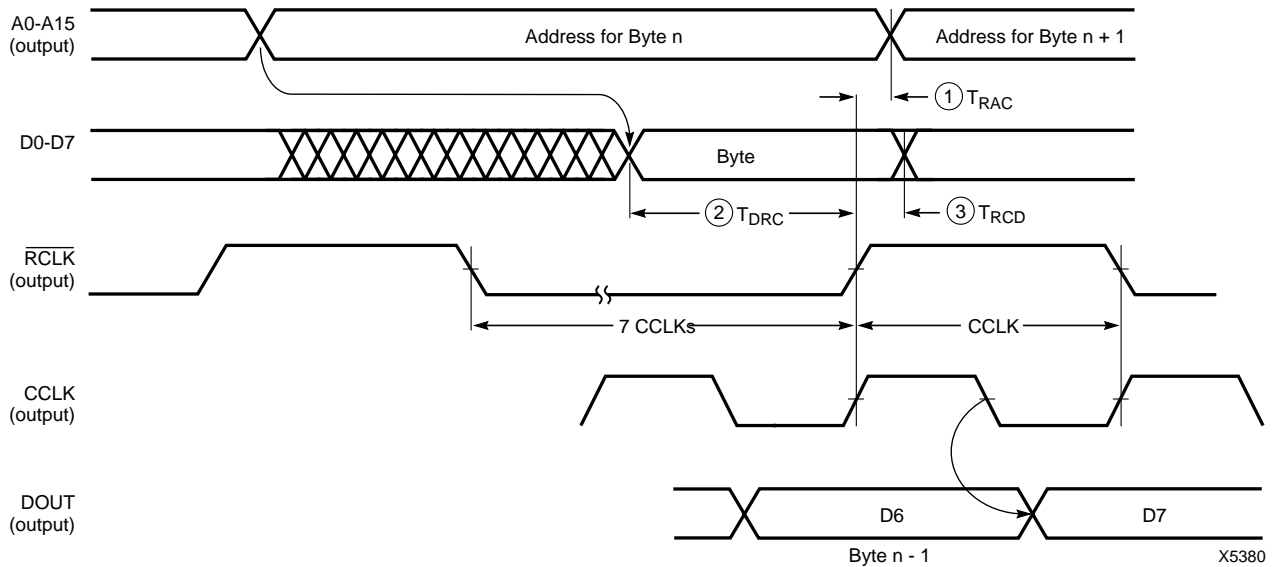 A0-A15
(output)
Address for Byte n
Address for Byte n + 1
1 TRAC
D0-D7
Byte
2 TDRC
3 TRCD
RCLK
(output)
7 CCLKs
CCLK
CCLK
(output)
DOUT
(output)
D6
D7
Byte n - 1
X5380